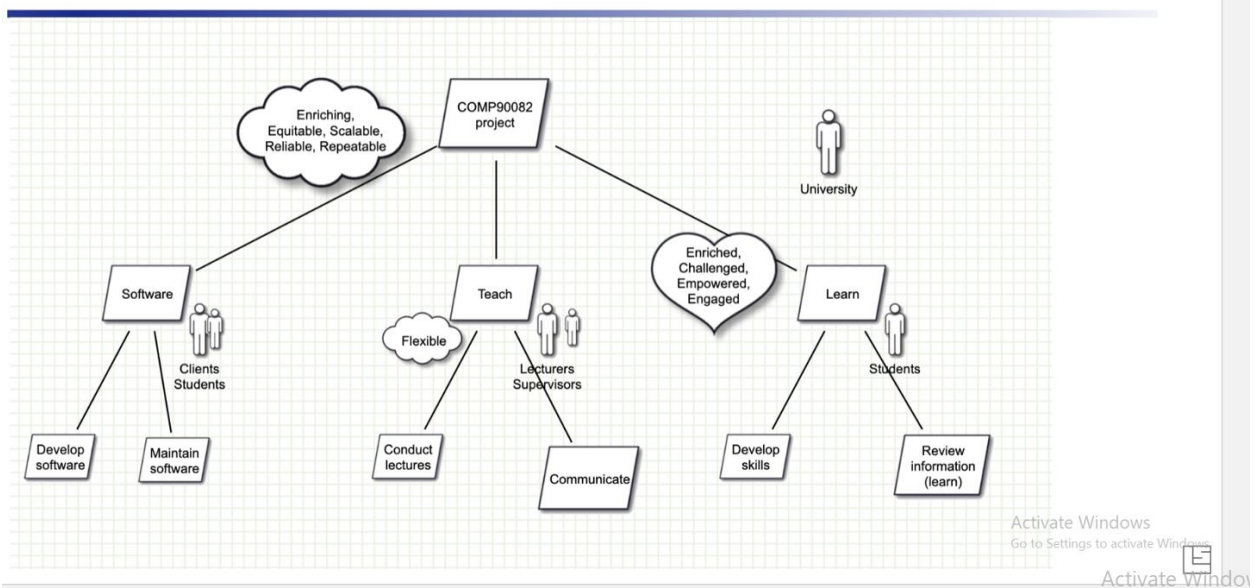 Enriching,
Equitable, Scalable,
Reliable, Repeatable
COMP90082
project
University
Software
Clients
Students
Teach
Flexible
Lecturers
Supervisors
Enriched,
Challenged,
Empowered,
Engaged
Learn
Students
Develop
software
Maintain
software
Conduct
lectures
Communicate
Develop
skills
Review
information
(learn)
Activate Windows
Go to Settings to activate Windows.
Activate Windo